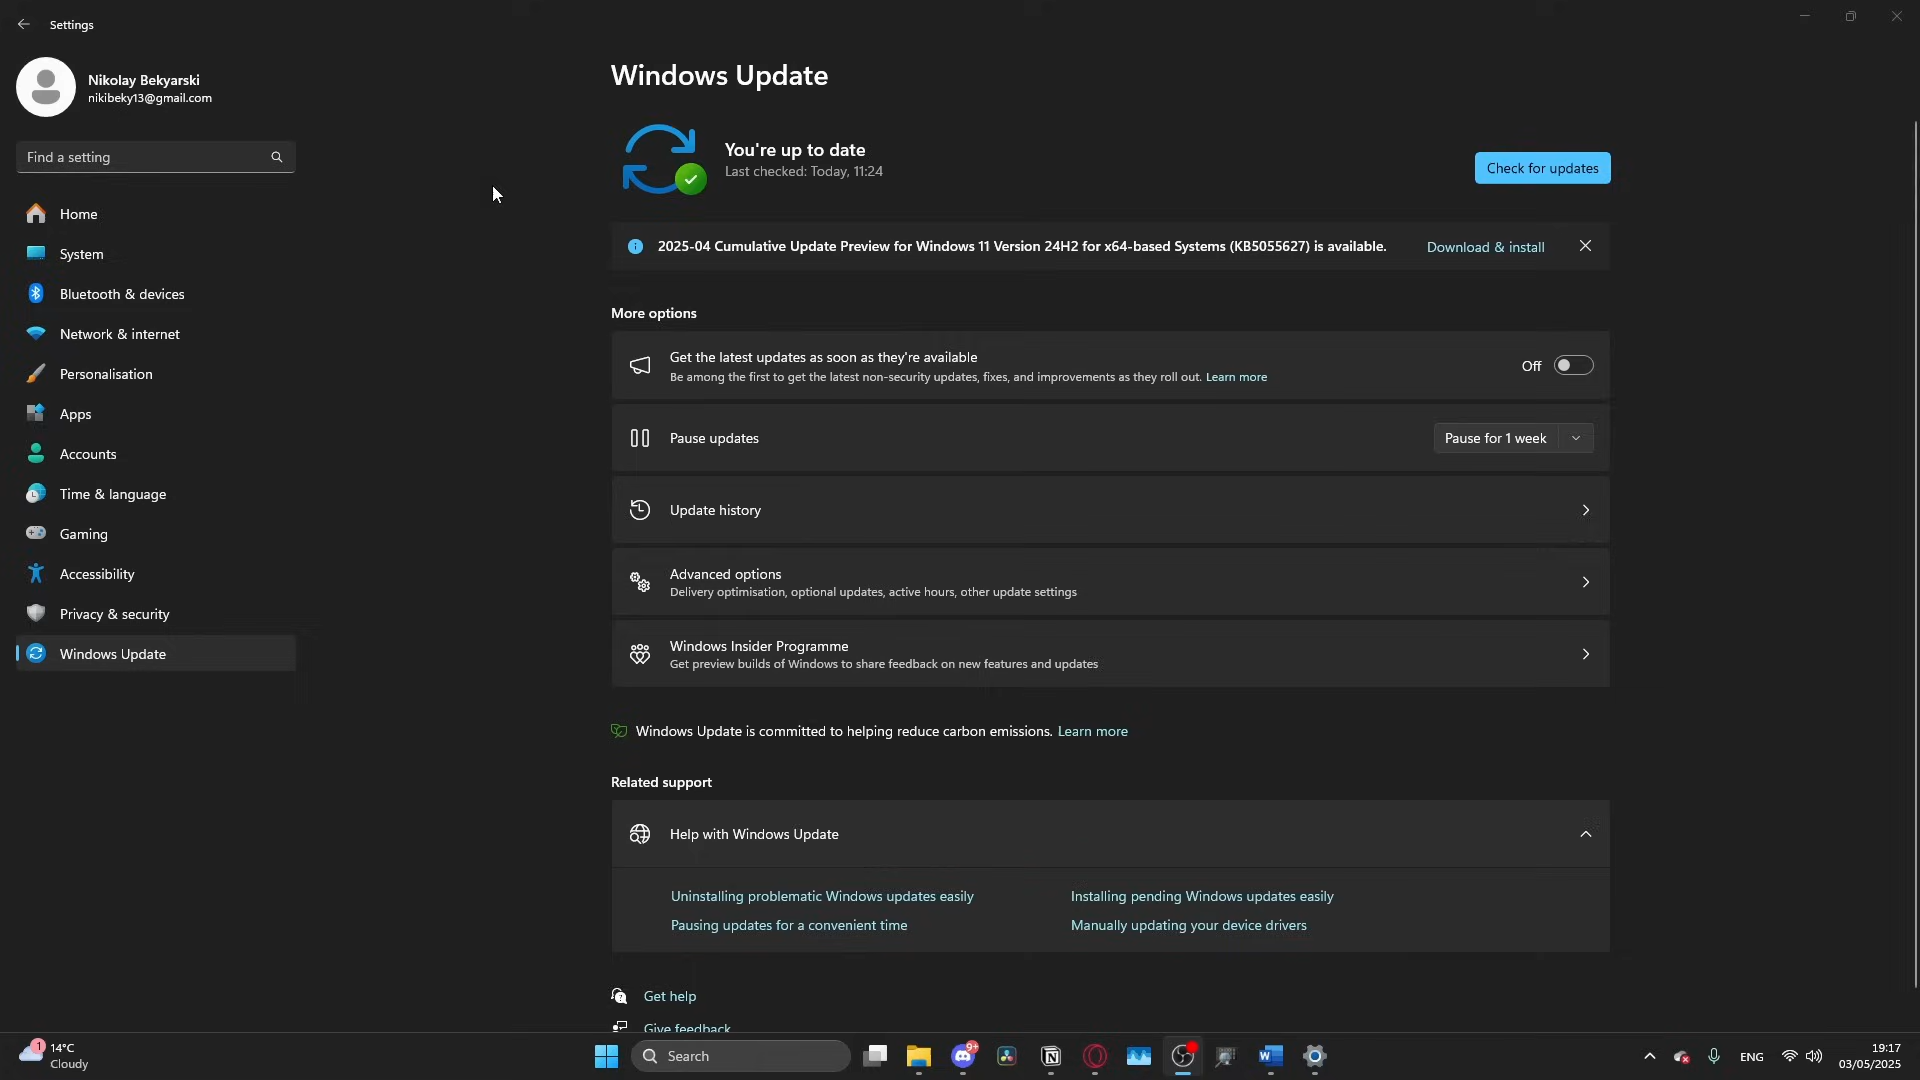 Settings
Nikolay Bekyarski
nikibeky13@gmail.com
Find a setting
Home
System
Bluetooth & devices
Network & internet
Personalisation
Apps
Accounts
Time & language
Gaming
Accessibility
Privacy & security
Windows Update
Windows Update
You're up to date
Last checked: Today, 11:24
Check for updates
2025-04 Cumulative Update Preview for Windows 11 Version 24H2 for x64-based Systems (KB5055627) is available.
Download & install
More options
Get the latest updates as soon as they're available
Be among the first to get the latest non-security updates, fixes, and improvements as they roll out. Learn more
Off
Pause updates
Pause for 1 week
Update history
Advanced options
Delivery optimisation, optional updates, active hours, other update settings
Windows Insider Programme
Get preview builds of Windows to share feedback on new features and updates
Windows Update is committed to helping reduce carbon emissions. Learn more
Related support
Help with Windows Update
Uninstalling problematic Windows updates easily
Installing pending Windows updates easily
Pausing updates for a convenient time
Manually updating your device drivers
Get help
Give feedback
1
14°C
Cloudy
Search
9+
ENG
19:17
03/05/2025